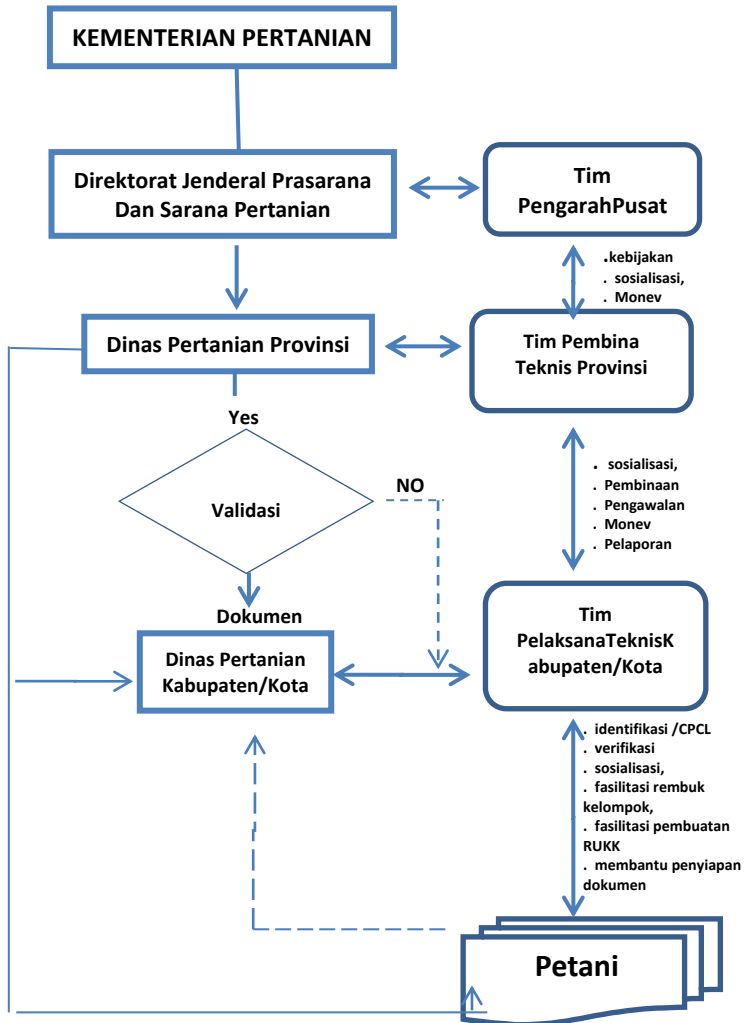 KEMENTERIAN PERTANIAN
Direktorat Jenderal Prasarana
Dan Sarana Pertanian
Tim
PengarahPusat
.kebijakan
. sosialisasi,
. Monev
Dinas Pertanian Provinsi
Tim Pembina
Teknis Provinsi
Yes
Validasi
NO
. sosialisasi,
. Pembinaan
. Pengawalan
. Monev
. Pelaporan
Dokumen
Dinas Pertanian
Kabupaten/Kota
Tim
PelaksanaTeknisK
abupaten/Kota
. identifikasi /CPCL
. verifikasi
. sosialisasi,
. fasilitasi rembuk
kelompok,
. fasilitasi pembuatan
RUKK
. membantu penyiapan
dokumen
Petani